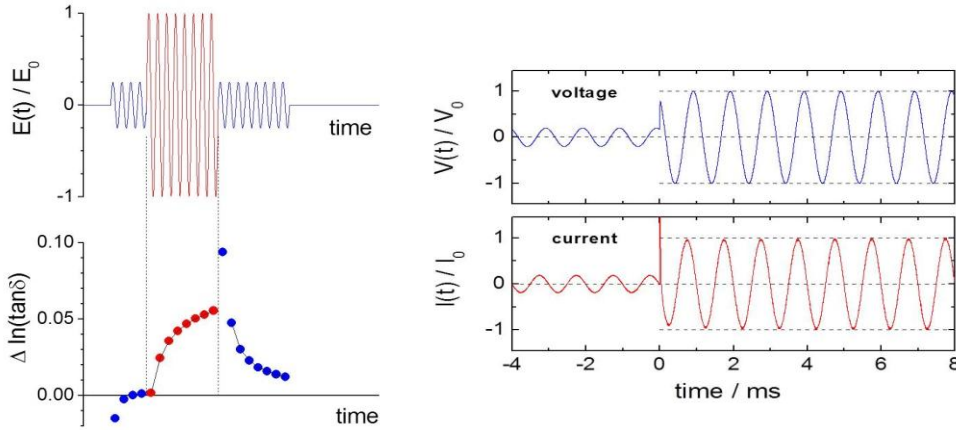 E(t) / E0
1
0
-1
time
Δ ln(tanδ)
0.10
0.05
0.00
time
V(t) / V0
1
0
-1
voltage
I(t) / I0
1
0
-1
current
-4 -2 0 2 4 6 8
time / ms